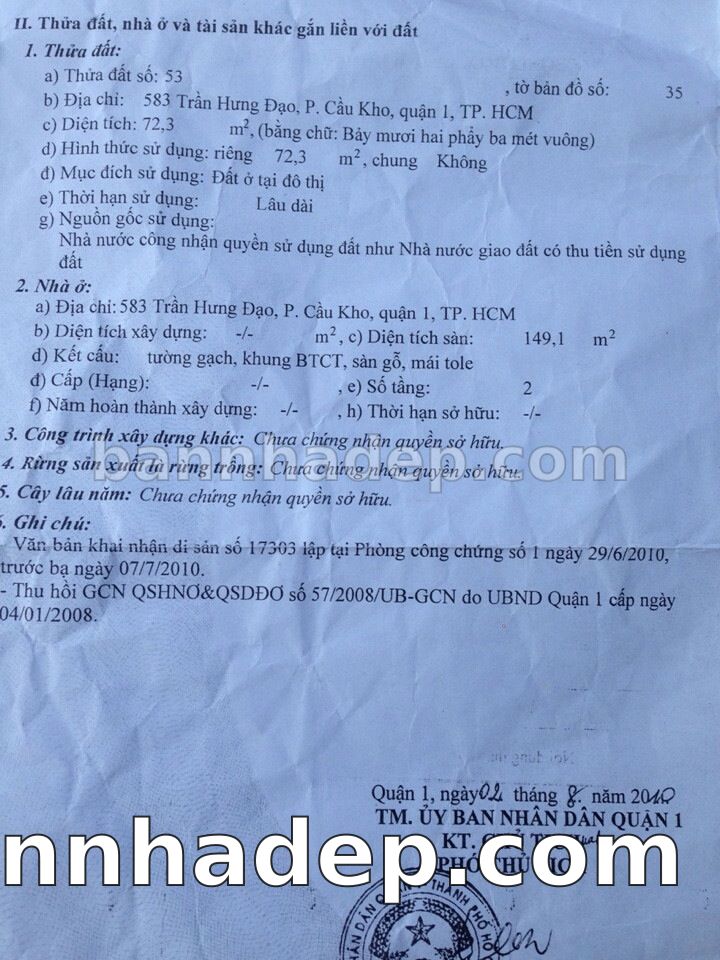 II. Thửa đất, nhà ở và tài sản khác gắn liền với đất
1. Thửa đất:
a) Thửa đất số: 53 , tờ bản đồ số: 35
b) Địa chỉ: 583 Trần Hưng Đạo, P. Cầu Kho, quận 1, TP. HCM
c) Diện tích: 72,3 m², (bằng chữ: Bảy mươi hai phẩy ba mét vuông)
d) Hình thức sử dụng: riêng 72,3 m², chung Không
đ) Mục đích sử dụng: Đất ở tại đô thị
e) Thời hạn sử dụng: Lâu dài
g) Nguồn gốc sử dụng:
Nhà nước công nhận quyền sử dụng đất như Nhà nước giao đất có thu tiền sử dụng
đất
2. Nhà ở:
a) Địa chỉ: 583 Trần Hưng Đạo, P. Cầu Kho, quận 1, TP. HCM
b) Diện tích xây dựng: -/- m², c) Diện tích sàn: 149,1 m²
d) Kết cấu: tường gạch, khung BTCT, sàn gỗ, mái tole
đ) Cấp (Hạng): -/- , e) Số tầng: 2
f) Năm hoàn thành xây dựng: -/- , h) Thời hạn sở hữu: -/-
3. Công trình xây dựng khác: Chưa chứng nhận quyền sở hữu.
bannhadep.com
4. Rừng sản xuất là rừng trồng: Chưa chứng nhận quyền sở hữu.
5. Cây lâu năm: Chưa chứng nhận quyền sở hữu.
6. Ghi chú:
Văn bản khai nhận di sản số 17303 lập tại Phòng công chứng số 1 ngày 29/6/2010,
trước bạ ngày 07/7/2010.
- Thu hồi GCN QSHNƠ&QSDĐƠ số 57/2008/UB-GCN do UBND Quận 1 cấp ngày
04/01/2008.
Quận 1, ngày 02 tháng 8 năm 2010
TM. ỦY BAN NHÂN DÂN QUẬN 1
KT.
nnhadep.com
PHÓ CHỦ